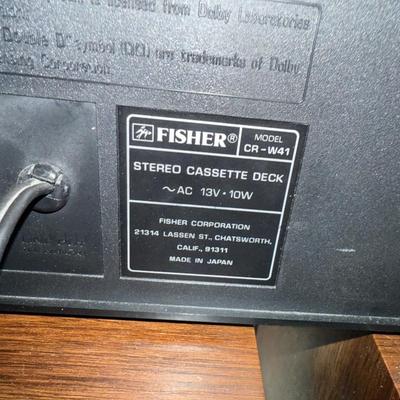 is licensed from Dolby Laboratories
Double D" symbol (DD) are trademarks of Dolby
Corporation
FISHER®
MODEL
CR-W41
STEREO CASSETTE DECK
~AC 13V · 10W
FISHER CORPORATION
21314 LASSEN ST., CHATSWORTH,
CALIF., 91311
MADE IN JAPAN